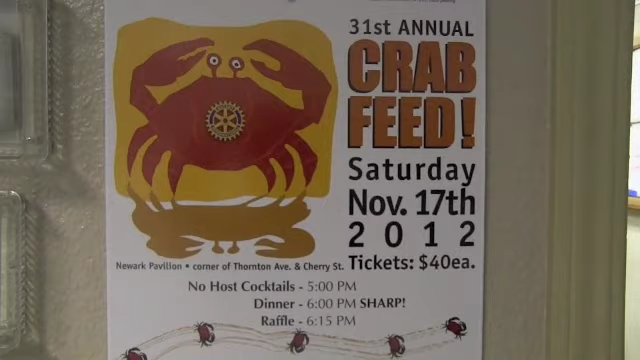 31st ANNUAL
CRAB
FEED!
Saturday
Nov. 17th
2012
Newark Pavilion • corner of Thornton Ave. & Cherry St.
Tickets: $40ea.
No Host Cocktails - 5:00 PM
Dinner - 6:00 PM SHARP!
Raffle - 6:15 PM